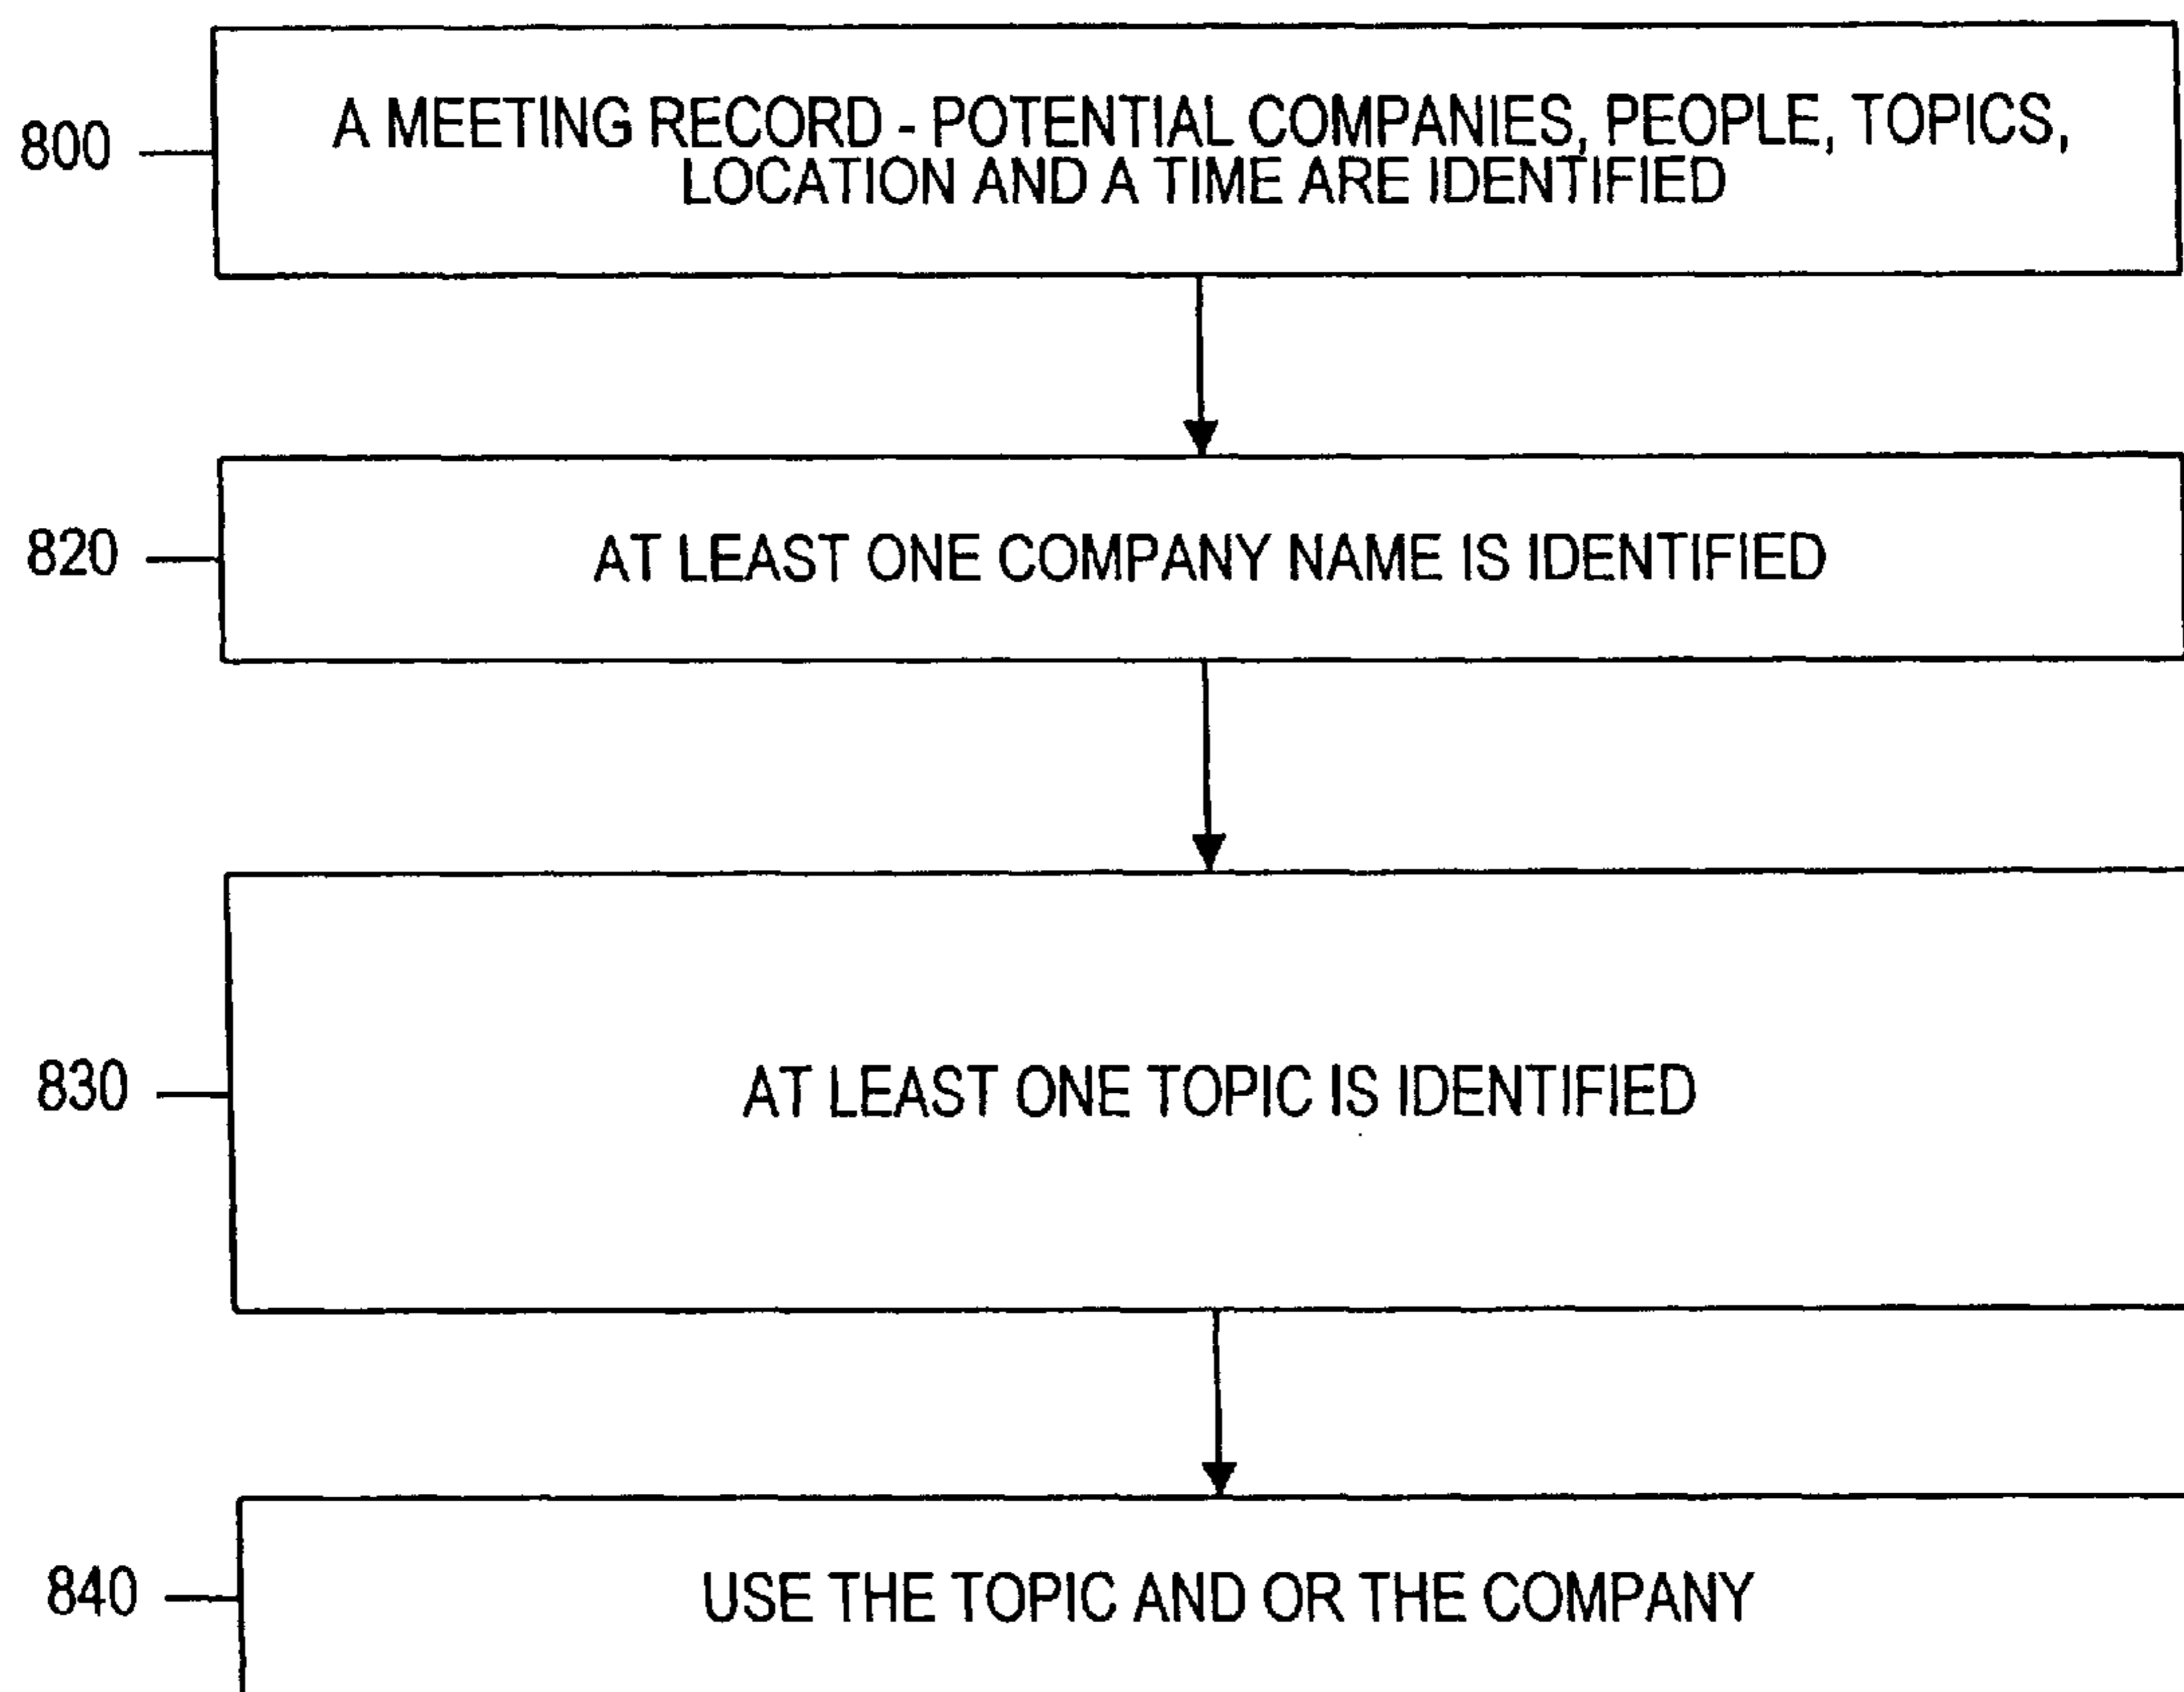 800
A MEETING RECORD - POTENTIAL COMPANIES, PEOPLE, TOPICS,
LOCATION AND A TIME ARE IDENTIFIED
820
AT LEAST ONE COMPANY NAME IS IDENTIFIED
830
AT LEAST ONE TOPIC IS IDENTIFIED
840
USE THE TOPIC AND OR THE COMPANY